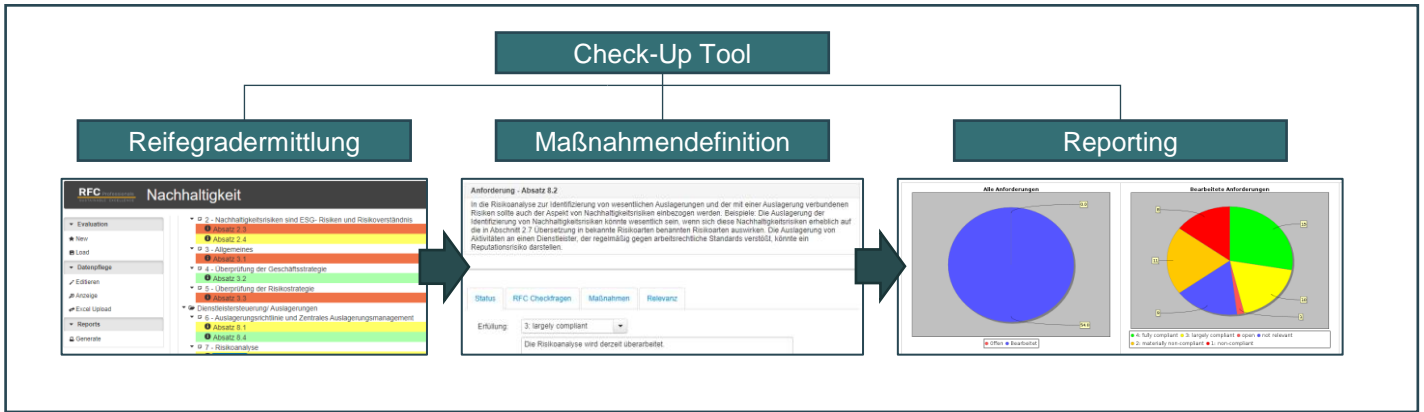 Check-Up Tool
Reifegradermittlung
Maßnahmendefinition
Reporting
RFC
Nachhaltigkeit
Evaluation
New
Load
Datenpflege
Editieren
Anzeige
Excel Upload
Reports
Generate
2 - Nachhaltigkeitsrisiken sind ESG- Risiken und Risikoverständnis
Absatz 2.3
Absatz 2.4
3 - Allgemeines
Absatz 3.1
4 - Überprüfung der Geschäftsstrategie
Absatz 3.2
5 - Überprüfung der Risikostrategie
Absatz 3.3
Dienstleistersteuerung/ Auslagerungen
6 - Auslagerungsrichtlinie und Zentrales Auslagerungsmanagement
Absatz 8.1
Absatz 8.4
7 - Risikoanalyse
Anforderung - Absatz 8.2
In die Risikoanalyse zur Identifizierung von wesentlichen Auslagerungen und der mit einer Auslagerung verbundenen
Risiken sollte auch der Aspekt von Nachhaltigkeitsrisiken einbezogen werden. Beispiele: Die Auslagerung der
Identifizierung von Nachhaltigkeitsrisiken könnte wesentlich sein, wenn sich diese Nachhaltigkeitsrisiken erheblich auf
die in Abschnitt 2.7 Übersetzung in bekannte Risikoarten benannten Risikoarten auswirken. Die Auslagerung von
Aktivitäten an einen Dienstleister, der regelmäßig gegen arbeitsrechtliche Standards verstößt, könnte ein
Reputationsrisiko darstellen.
Status RFC Checkfragen Maßnahmen Relevanz
Erfüllung: 3: largely compliant
Die Risikoanalyse wird derzeit überarbeitet.
Alle Anforderungen
Offen Bearbeitet
Bearbeitete Anforderungen
4: fully compliant 3: largely compliant open not relevant
2: materially non-compliant 1: non-compliant